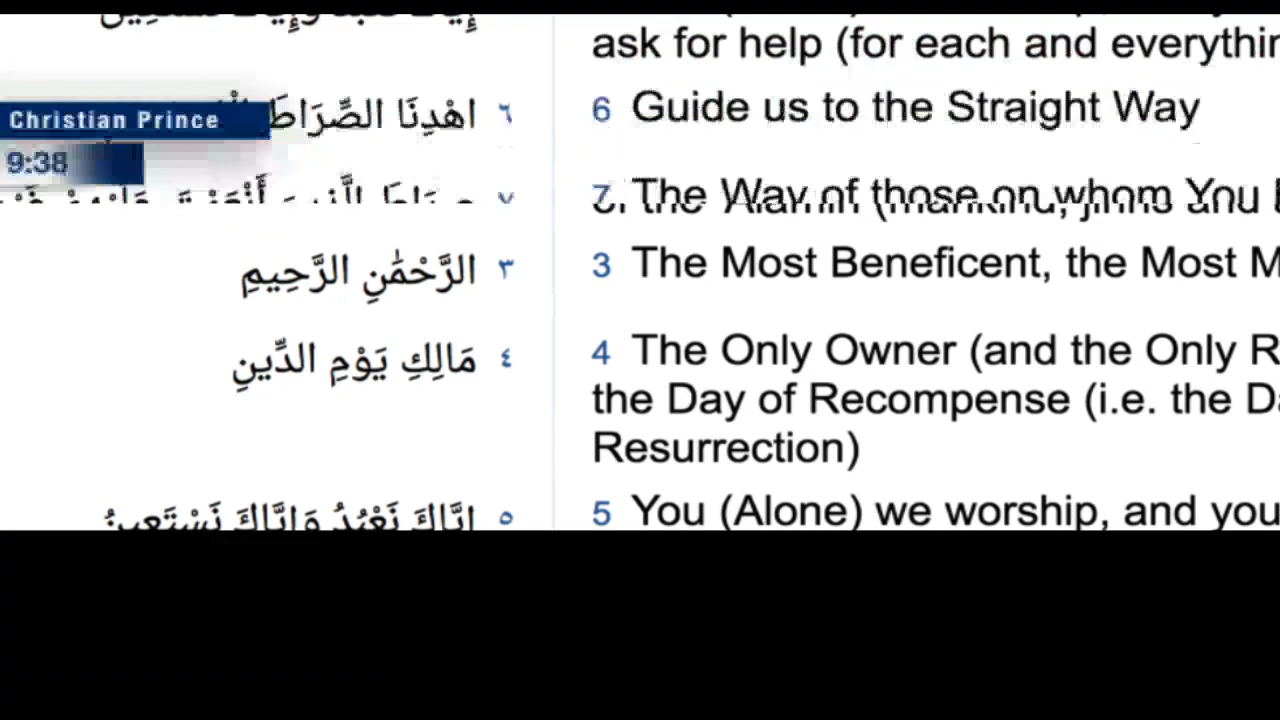 ask for help (for each and
Christian Prince
9:38
٦ اهْدِنَا الصِّرَاطَ
6 Guide us to the Straight Way
7. The Way of those on whom You
٣ الرَّحْمَٰنِ الرَّحِيمِ
3 The Most Beneficent, the Most
٤ مَالِكِ يَوْمِ الدِّينِ
4 The Only Owner (and the Only
the Day of Recompense (i.e. the
Resurrection)
٥ إِيَّاكَ نَعْبُدُ وَإِيَّاكَ نَسْتَعِينُ
5 You (Alone) we worship, and you